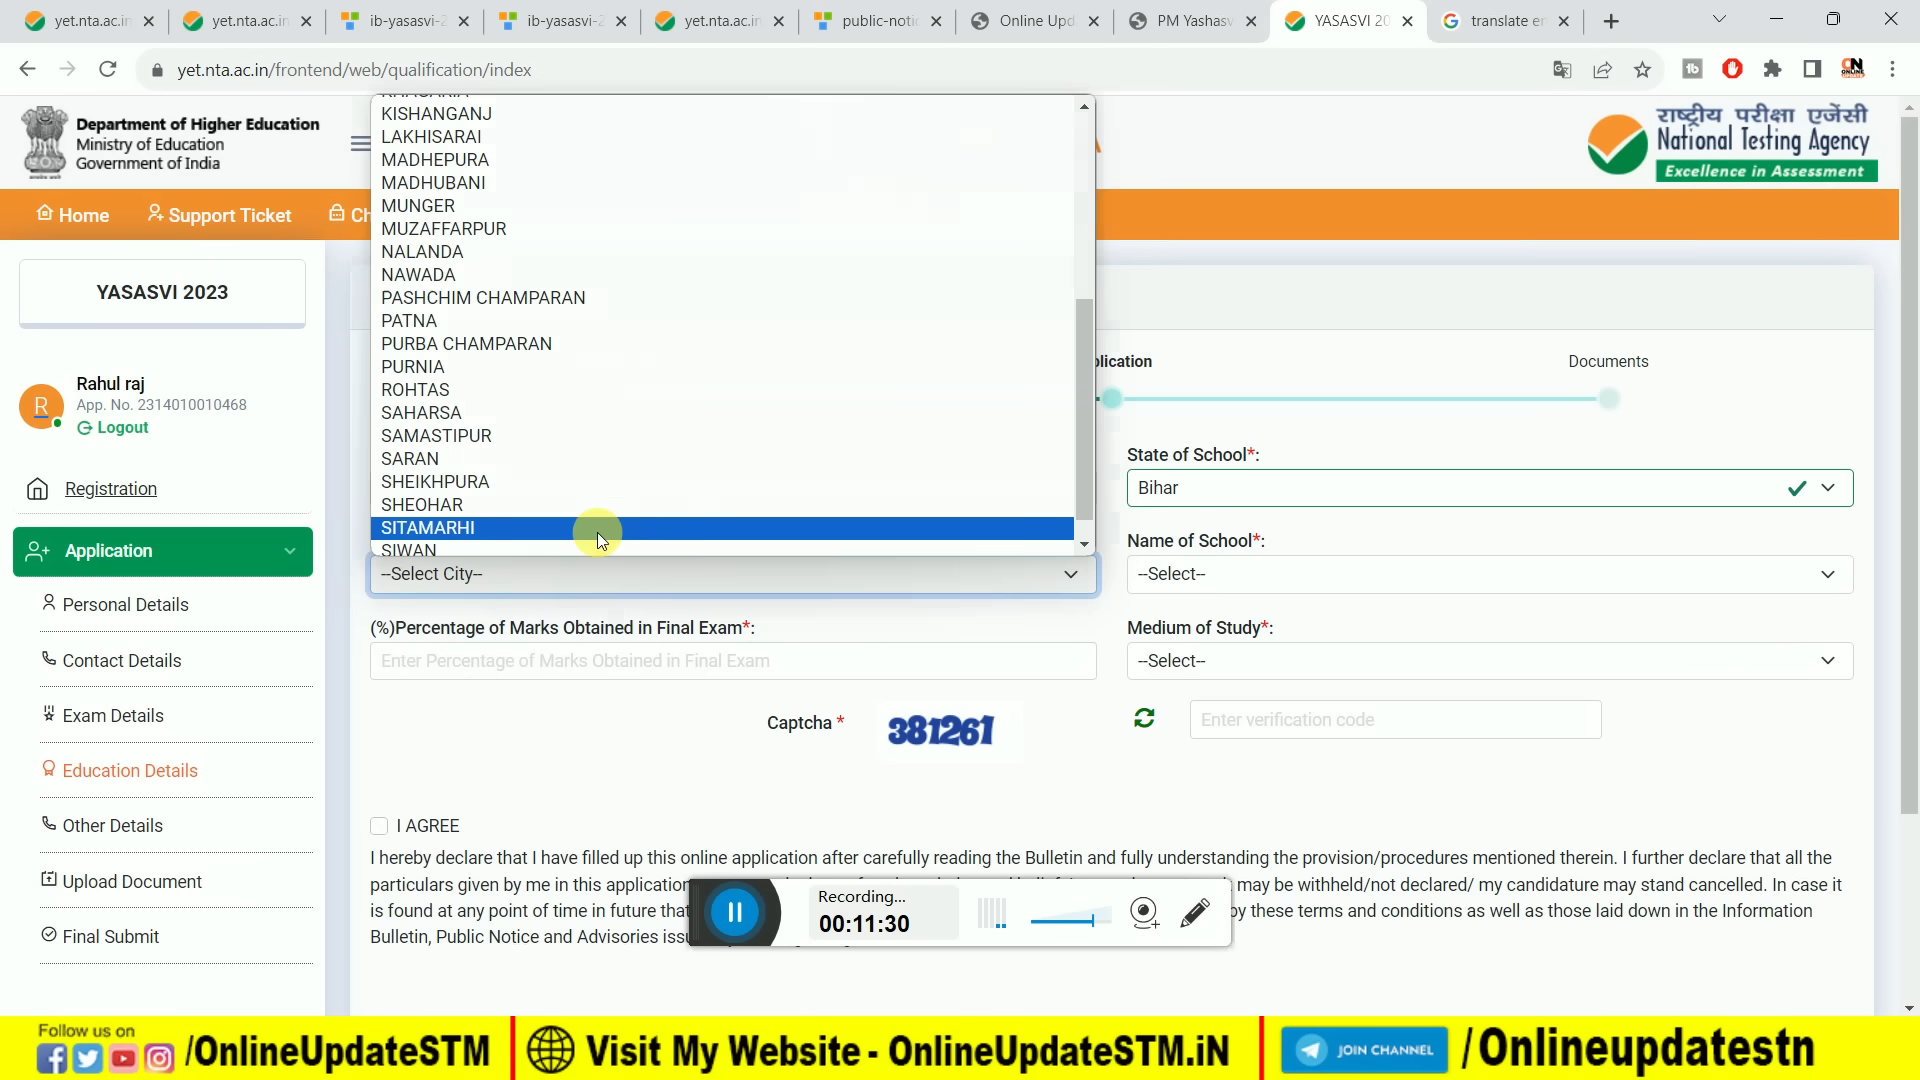 yet.nta.ac.in
yet.nta.ac.in
ib-yasasvi-2
ib-yasasvi-2
yet.nta.ac.in
public-notic
Online Upd
PM Yashasv
YASASVI 20
translate en
yet.nta.ac.in/frontend/web/qualification/index
Department of Higher Education
Ministry of Education
Government of India
राष्ट्रीय परीक्षा एजेंसी
National Testing Agency
Excellence in Assessment
Home
Support Ticket
Ch
YASASVI 2023
R
Rahul raj
App. No. 2314010010468
Logout
Registration
Application
Personal Details
Contact Details
Exam Details
Education Details
Other Details
Upload Document
Final Submit
KHAGARIA
KISHANGANJ
LAKHISARAI
MADHEPURA
MADHUBANI
MUNGER
MUZAFFARPUR
NALANDA
NAWADA
PASHCHIM CHAMPARAN
PATNA
PURBA CHAMPARAN
PURNIA
ROHTAS
SAHARSA
SAMASTIPUR
SARAN
SHEIKHPURA
SHEOHAR
SITAMARHI
SIWAN
--Select City--
plication
Documents
State of School*:
Bihar
Name of School*:
--Select--
(%)Percentage of Marks Obtained in Final Exam*:
Enter Percentage of Marks Obtained in Final Exam
Medium of Study*:
--Select--
Captcha *
381261
Enter verification code
I AGREE
I hereby declare that I have filled up this online application after carefully reading the Bulletin and fully understanding the provision/procedures mentioned therein. I further declare that all the
particulars given by me in this application may be withheld/not declared/ my candidature may stand cancelled. In case it
is found at any point of time in future that by these terms and conditions as well as those laid down in the Information
Bulletin, Public Notice and Advisories
Recording...
00:11:30
Follow us on
/OnlineUpdateSTM
Visit My Website - OnlineUpdateSTM.iN
JOIN CHANNEL
/Onlineupdatestn